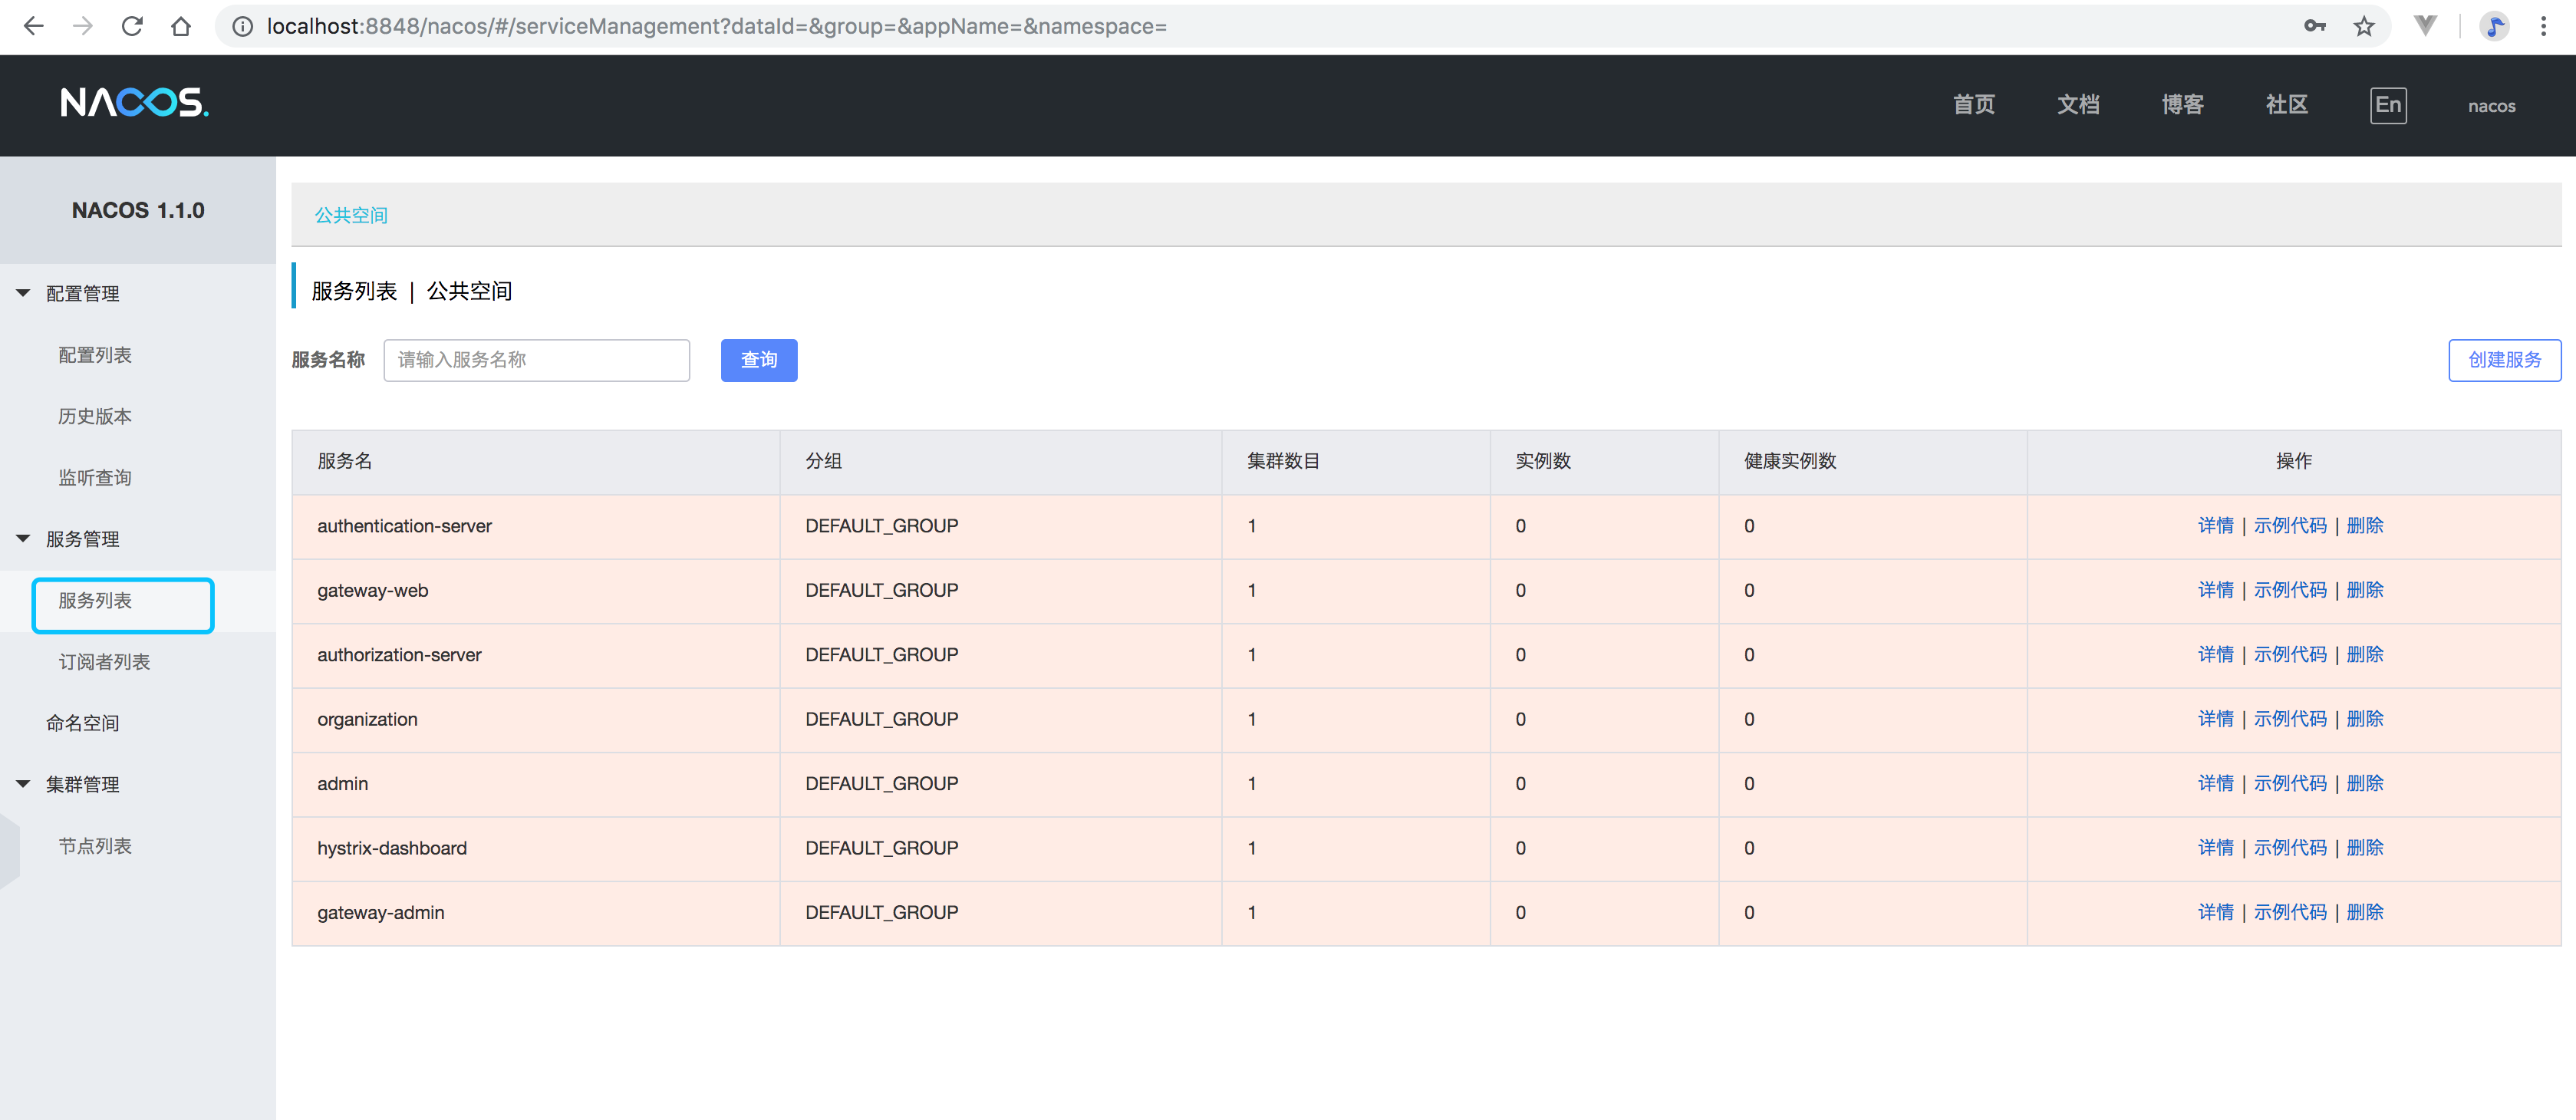 localhost:8848/nacos/#/serviceManagement?dataId=&group=&appName=&namespace=
NACOS.
首页 文档 博客 社区 En nacos
NACOS 1.1.0
配置管理
配置列表
历史版本
监听查询
服务管理
服务列表
订阅者列表
命名空间
集群管理
节点列表
公共空间
服务列表 | 公共空间
服务名称 请输入服务名称 查询 创建服务
服务名 分组 集群数目 实例数 健康实例数 操作
authentication-server DEFAULT_GROUP 1 0 0 详情 | 示例代码 | 删除
gateway-web DEFAULT_GROUP 1 0 0 详情 | 示例代码 | 删除
authorization-server DEFAULT_GROUP 1 0 0 详情 | 示例代码 | 删除
organization DEFAULT_GROUP 1 0 0 详情 | 示例代码 | 删除
admin DEFAULT_GROUP 1 0 0 详情 | 示例代码 | 删除
hystrix-dashboard DEFAULT_GROUP 1 0 0 详情 | 示例代码 | 删除
gateway-admin DEFAULT_GROUP 1 0 0 详情 | 示例代码 | 删除